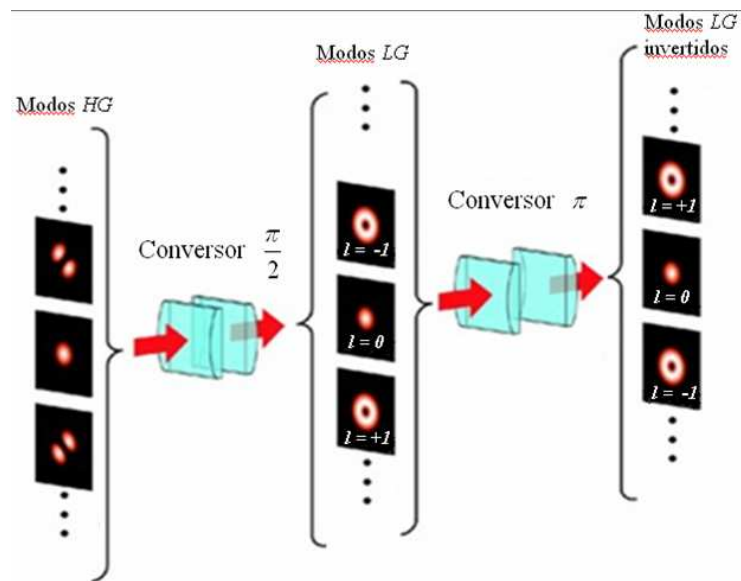 Modos HG
Conversor π/2
Modos LG
l = -1
l = 0
l = +1
Conversor π
Modos LG
invertidos
l = +1
l = 0
l = -1